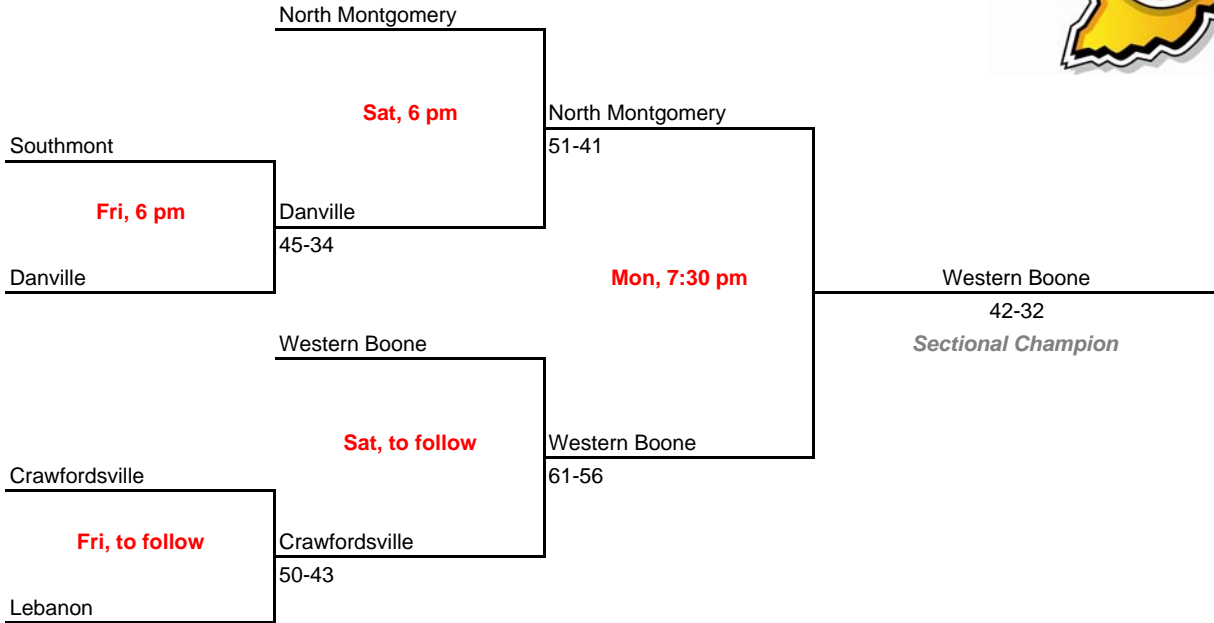 North Montgomery
Sat, 6 pm
North Montgomery
Southmont
51-41
Fri, 6 pm
Danville
45-34
Danville
Mon, 7:30 pm
Western Boone
42-32
Western Boone
Sectional Champion
Sat, to follow
Western Boone
Crawfordsville
61-56
Fri, to follow
Crawfordsville
50-43
Lebanon